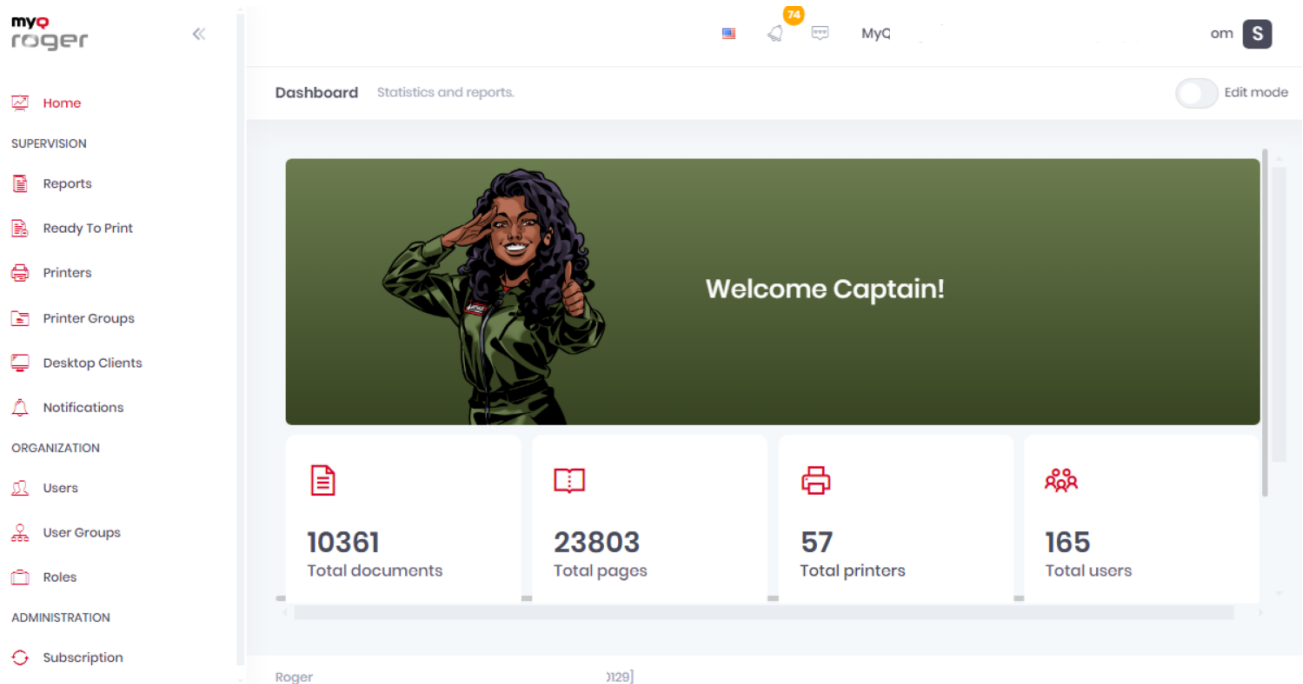 myQ
roger
74
MyQ
om
S
Home
Dashboard
Statistics and reports.
Edit mode
SUPERVISION
Reports
Ready To Print
Printers
Printer Groups
Desktop Clients
Notifications
ORGANIZATION
Users
User Groups
Roles
ADMINISTRATION
Subscription
Welcome Captain!
10361
Total documents
23803
Total pages
57
Total printers
165
Total users
Roger
0129]